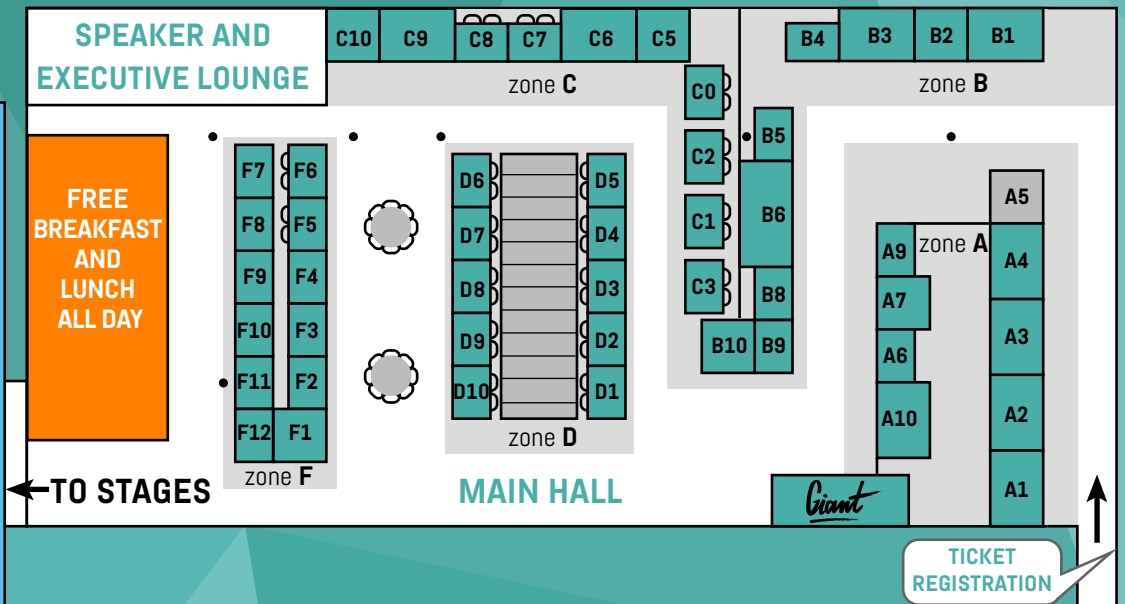 SPEAKER AND
EXECUTIVE LOUNGE
C10
C9
C8
C7
C6
C5
zone C
B4
B3
B2
B1
zone B
C0
C2
C1
C3
B5
B6
B8
B10
B9
FREE
BREAKFAST
AND
LUNCH
ALL DAY
F7
F6
F8
F5
F9
F4
F10
F3
F11
F2
F12
F1
zone F
D6
D5
D7
D4
D8
D3
D9
D2
D10
D1
zone D
A5
A9
zone A
A4
A7
A3
A6
A10
A2
A1
Giant
TO STAGES
MAIN HALL
TICKET
REGISTRATION